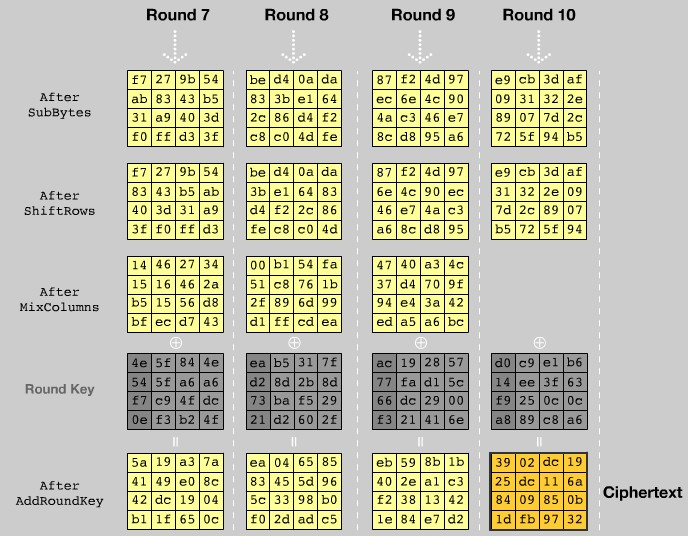 Round 7 Round 8 Round 9 Round 10
After SubBytes
f7 27 9b 54 be d4 0a da 87 f2 4d 97 e9 cb 3d af
ab 83 43 b5 83 3b e1 64 ec 6e 4c 90 09 31 32 2e
31 a9 40 3d 2c 86 d4 f2 4a c3 46 e7 89 07 7d 2c
f0 ff d3 3f c8 c0 4d fe 8c d8 95 a6 72 5f 94 b5
After ShiftRows
f7 27 9b 54 be d4 0a da 87 f2 4d 97 e9 cb 3d af
83 43 b5 ab 3b e1 64 83 6e 4c 90 ec 31 32 2e 09
40 3d 31 a9 d4 f2 2c 86 46 e7 4a c3 7d 2c 89 07
3f f0 ff d3 fe c8 c0 4d a6 8c d8 95 b5 72 5f 94
After MixColumns
14 46 27 34 00 b1 54 fa 47 40 a3 4c
15 16 46 2a 51 c8 76 1b 37 d4 70 9f
b5 15 56 d8 2f 89 6d 99 94 e4 3a 42
bf ec d7 43 d1 ff cd ea ed a5 a6 bc
⊕ ⊕ ⊕ ⊕
Round Key
4e 5f 84 4e ea b5 31 7f ac 19 28 57 d0 c9 e1 b6
54 5f a6 a6 d2 8d 2b 8d 77 fa d1 5c 14 ee 3f 63
f7 c9 4f dc 73 ba f5 29 66 dc 29 00 f9 25 0c 0c
0e f3 b2 4f 21 d2 60 2f f3 21 41 6e a8 89 c8 a6
= = = =
After AddRoundKey
5a 19 a3 7a ea 04 65 85 eb 59 8b 1b 39 02 dc 19
41 49 e0 8c 83 45 5d 96 40 2e a1 c3 25 dc 11 6a
42 dc 19 04 5c 33 98 b0 f2 38 13 42 84 09 85 0b
b1 1f 65 0c f0 2d ad c5 1e 84 e7 d2 1d fb 97 32
Ciphertext